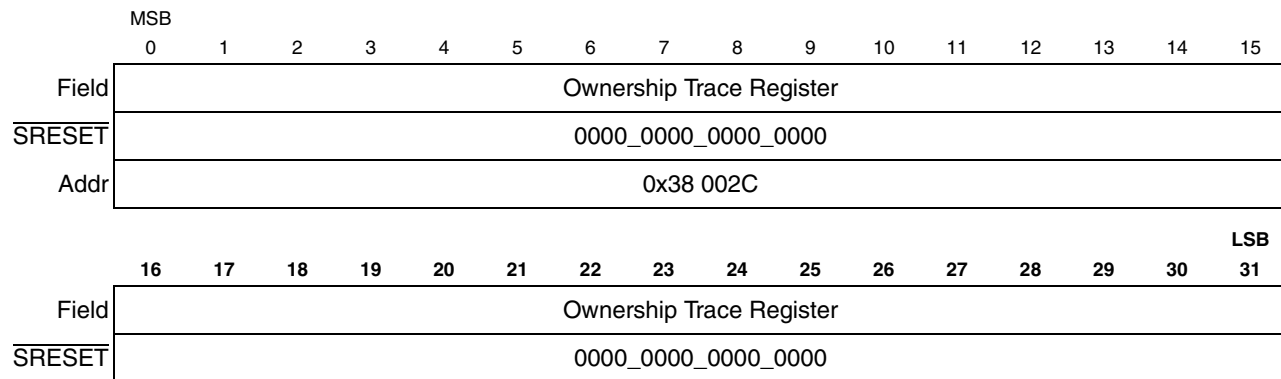 MSB
0 1 2 3 4 5 6 7 8 9 10 11 12 13 14 15
Field Ownership Trace Register
SRESET 0000_0000_0000_0000
Addr 0x38 002C
LSB
16 17 18 19 20 21 22 23 24 25 26 27 28 29 30 31
Field Ownership Trace Register
SRESET 0000_0000_0000_0000